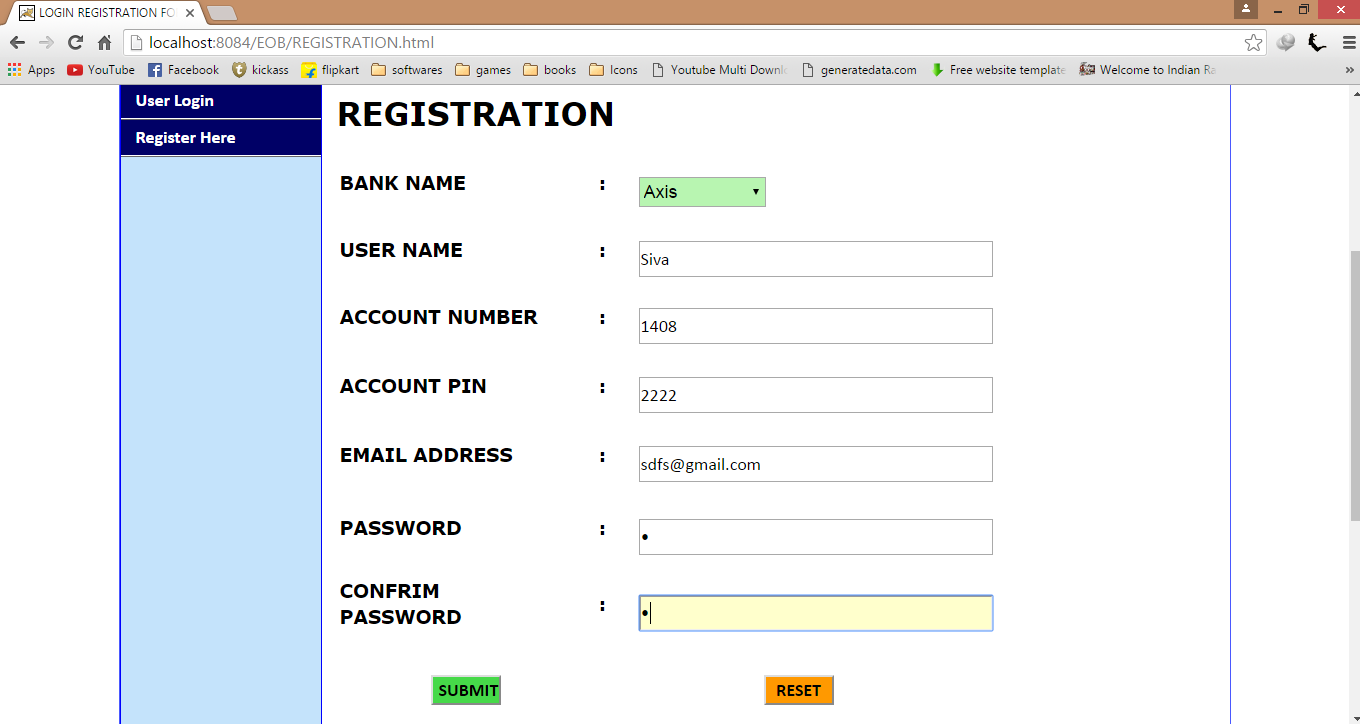 LOGIN REGISTRATION FO
localhost:8084/EOB/REGISTRATION.html
Apps YouTube Facebook kickass flipkart softwares games books Icons Youtube Multi Downl generatedata.com Free website template Welcome to Indian Ra »
User Login
Register Here
REGISTRATION
BANK NAME : Axis
USER NAME : Siva
ACCOUNT NUMBER : 1408
ACCOUNT PIN : 2222
EMAIL ADDRESS : sdfs@gmail.com
PASSWORD : •
CONFRIM
PASSWORD : •
SUBMIT RESET